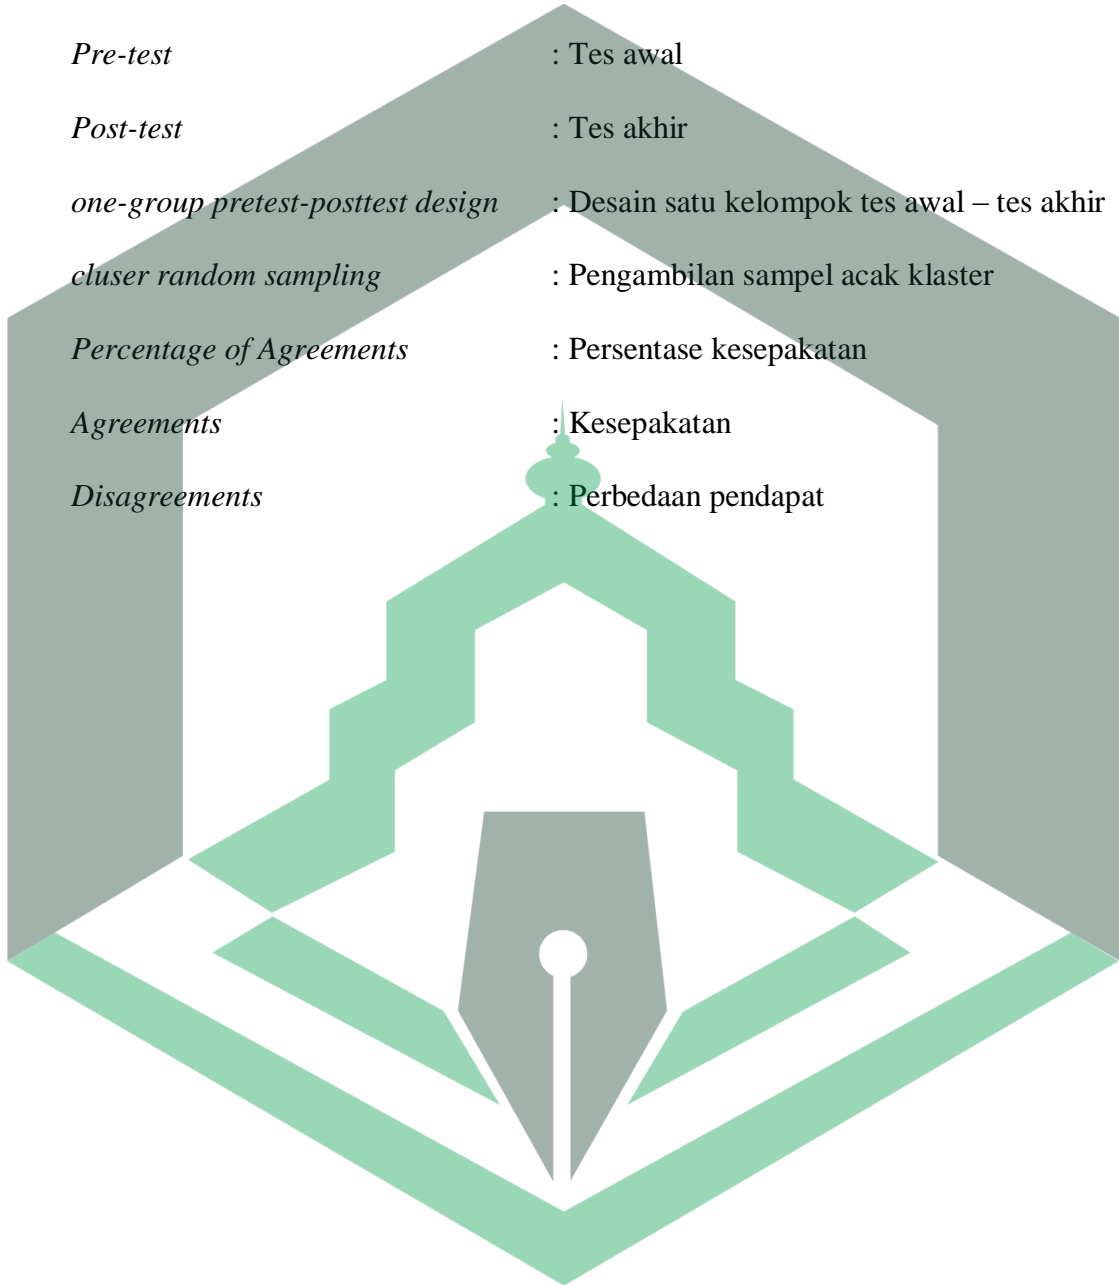 Pre-test : Tes awal
Post-test : Tes akhir
one-group pretest-posttest design : Desain satu kelompok tes awal – tes akhir
cluser random sampling : Pengambilan sampel acak klaster
Percentage of Agreements : Persentase kesepakatan
Agreements : Kesepakatan
Disagreements : Perbedaan pendapat